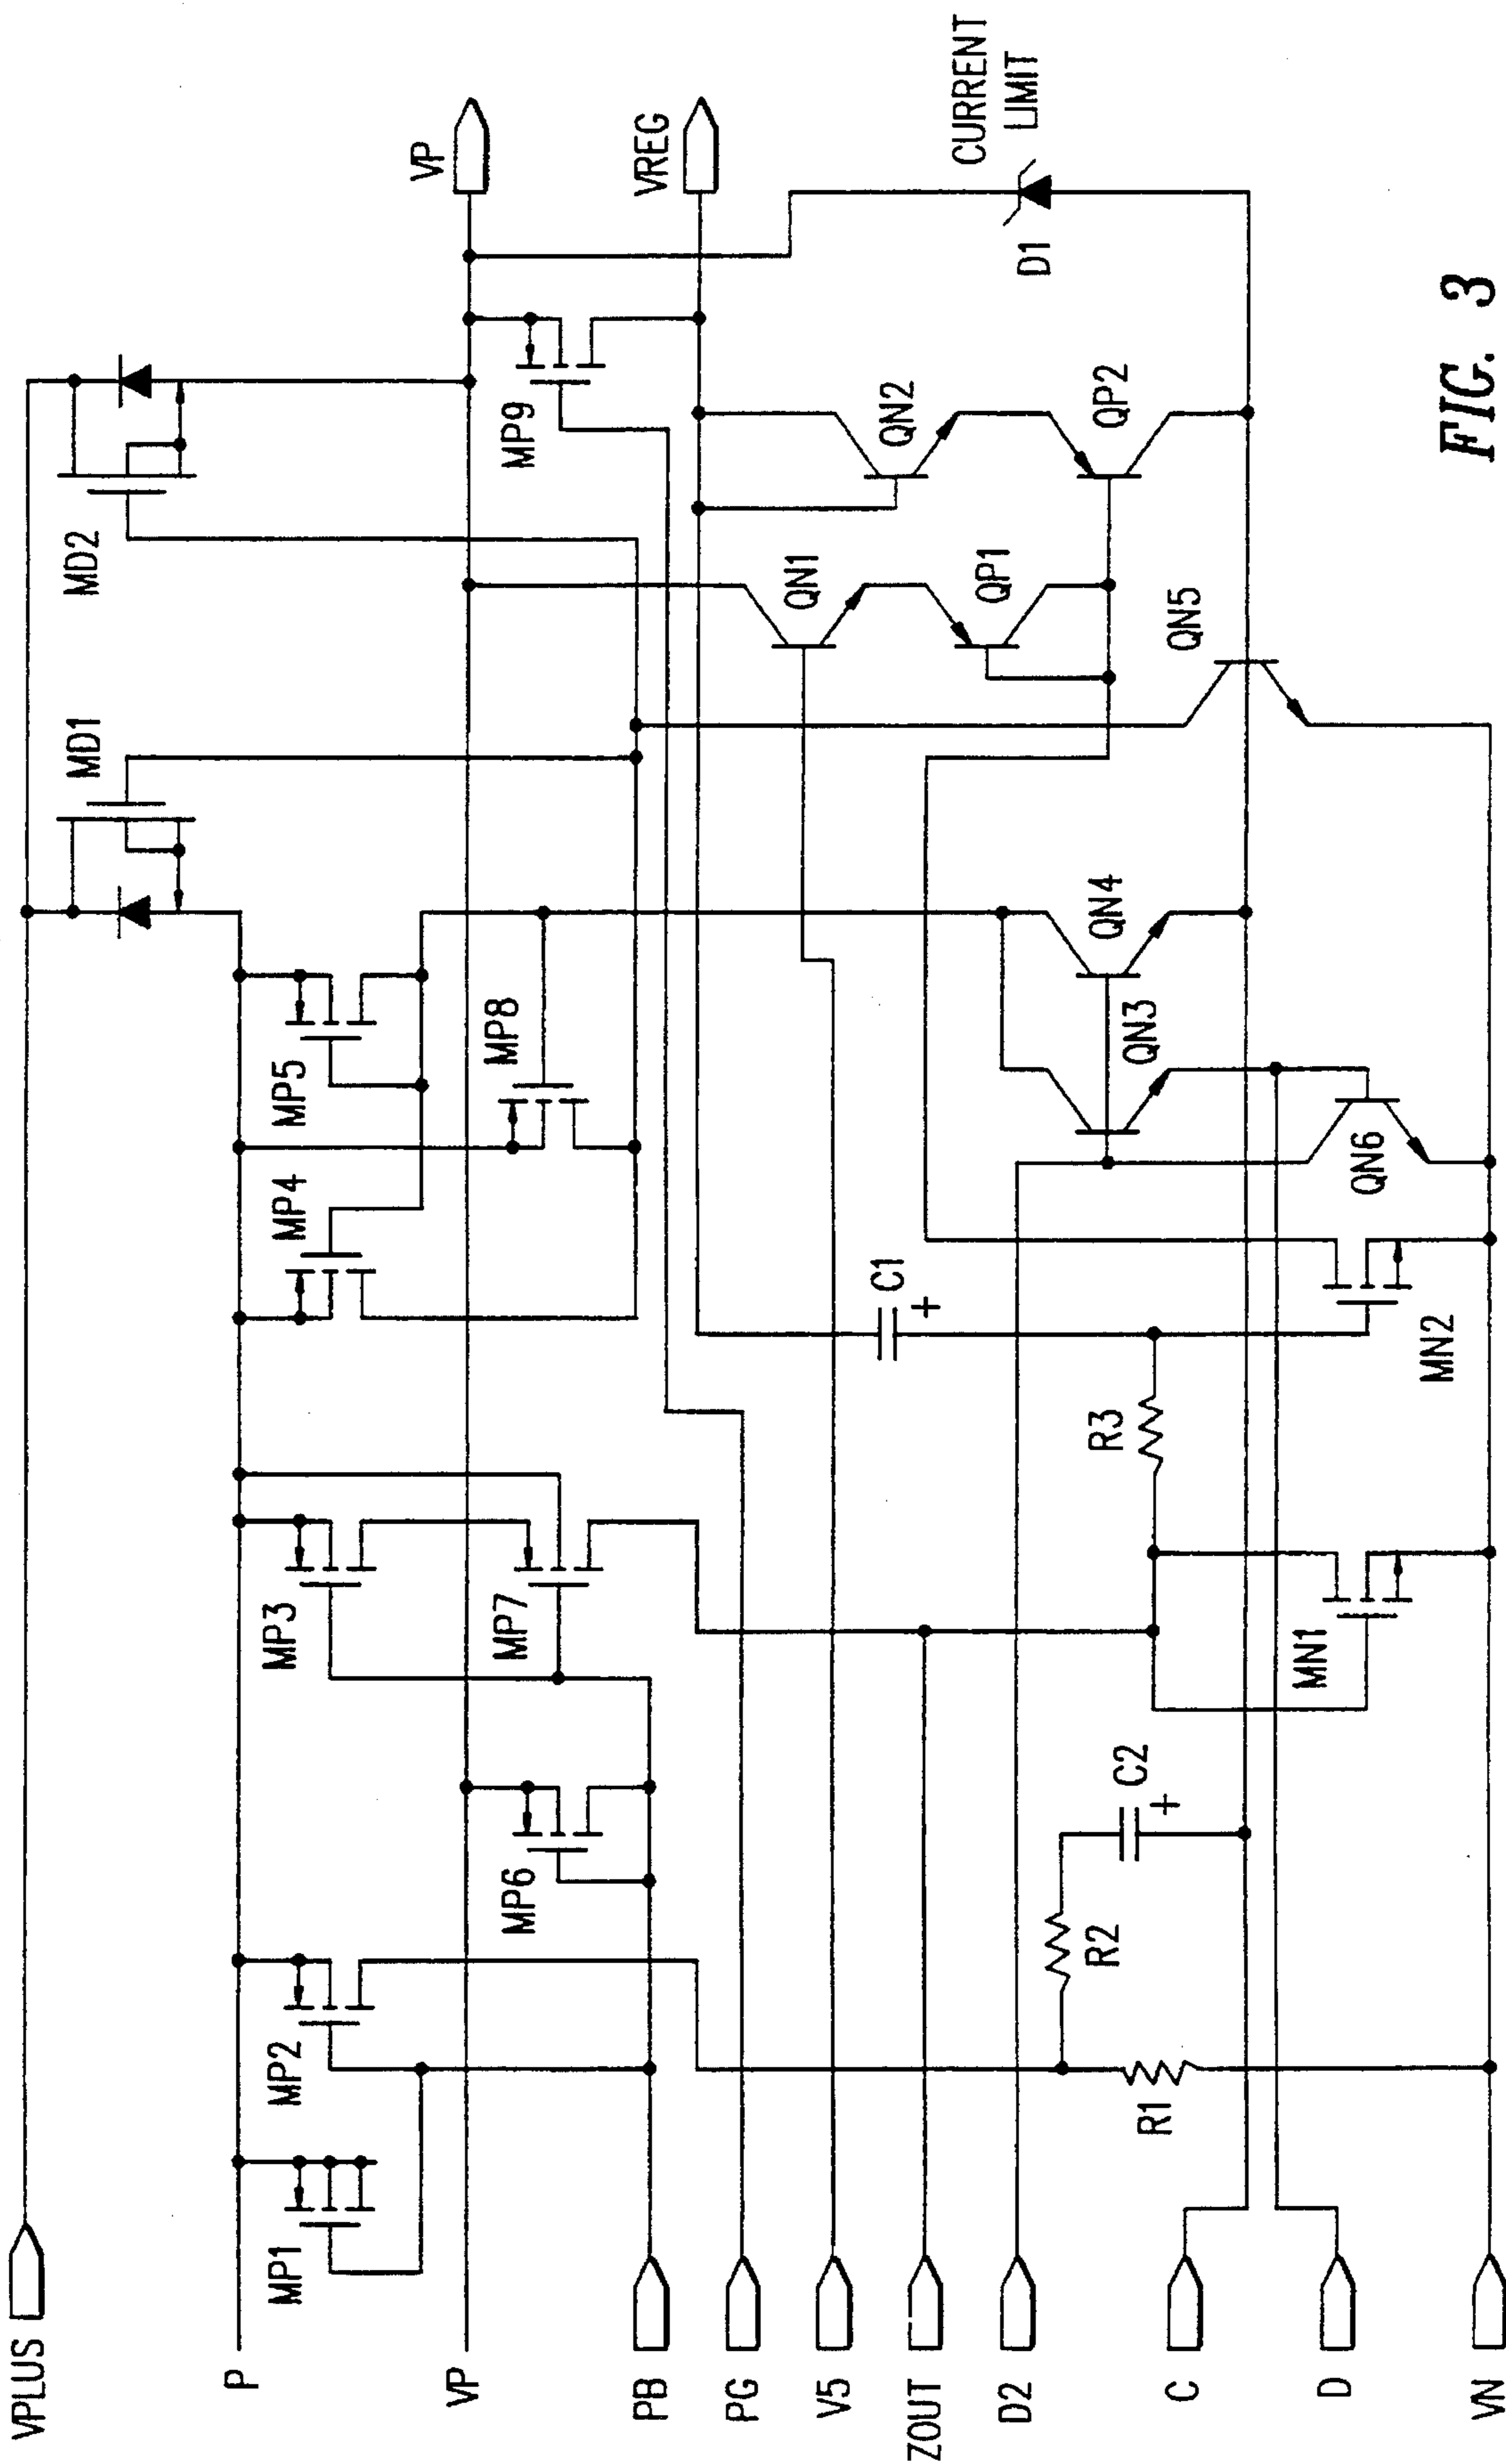 VPLUS
P
VP
PB
PG
V5
ZOUT
D2
C
D
VN
MP1
MP2
MP6
MP3
MP7
MP4
MP5
MP8
MD1
MD2
MP9
VP
VREG
CURRENT
LIMIT
D1
QN1
QP1
QN2
QP2
QN5
QN4
QN3
QN6
C1
+
R3
MN2
MN1
C2
+
R2
R1
FIG. 3